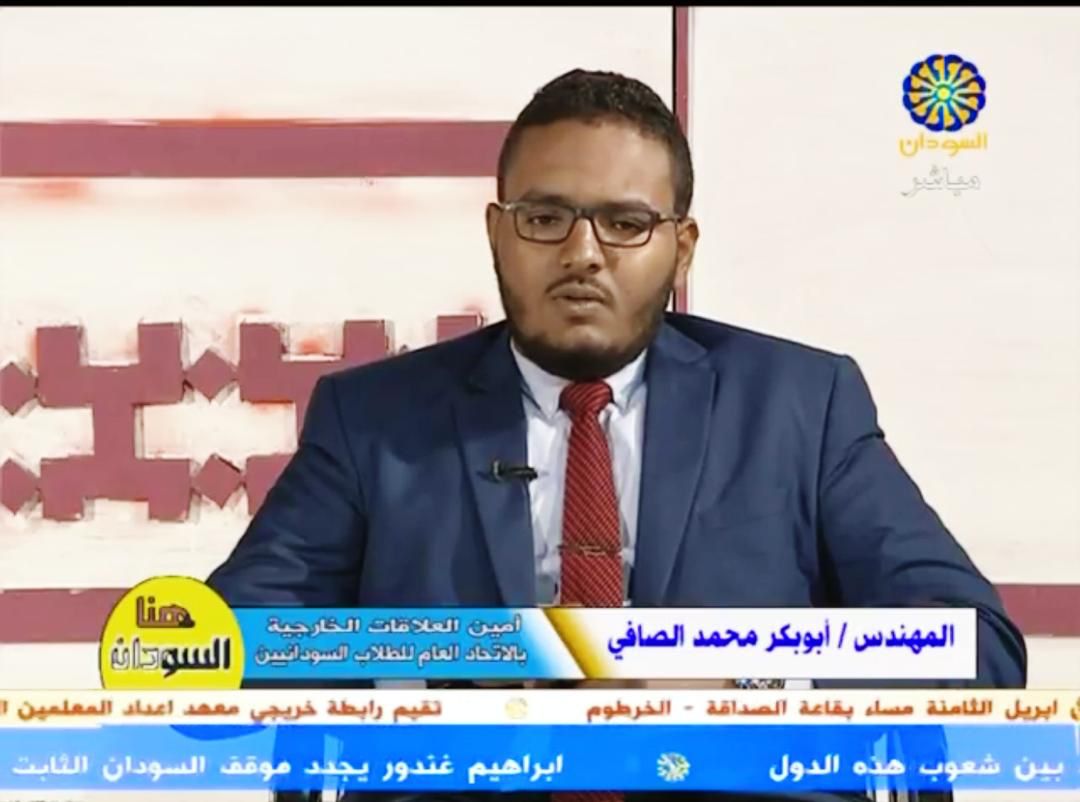 السودان
مباشر
المهندس / أبوبكر محمد الصافي
أمين العلاقات الخارجية
بالاتحاد العام للطلاب السودانيين
هنا
السودان
ابريل الثامنة مساء بقاعة الصداقة - الخرطوم تقيم رابطة خريجي معهد اعداد المعلمين
بين شعوب هذه الدول ابراهيم غندور يجدد موقف السودان الثابت